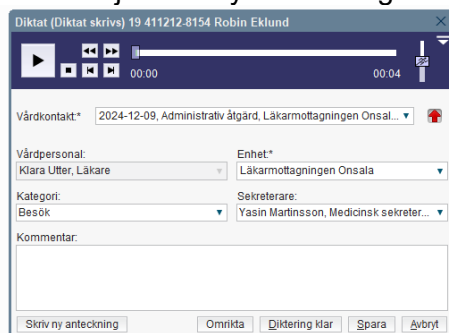 Diktat (Diktat skrivs) 19 411212-8154 Robin Eklund
00:00 00:04
Vårdkontakt:* 2024-12-09, Administrativ åtgärd, Läkarmottagningen Onsal...
Vårdpersonal: Enhet:*
Klara Utter, Läkare Läkarmottagningen Onsala
Kategori: Sekreterare:
Besök Yasin Martinsson, Medicinsk sekreter...
Kommentar:
Skriv ny anteckning Omrikta Diktering klar Spara Avbryt